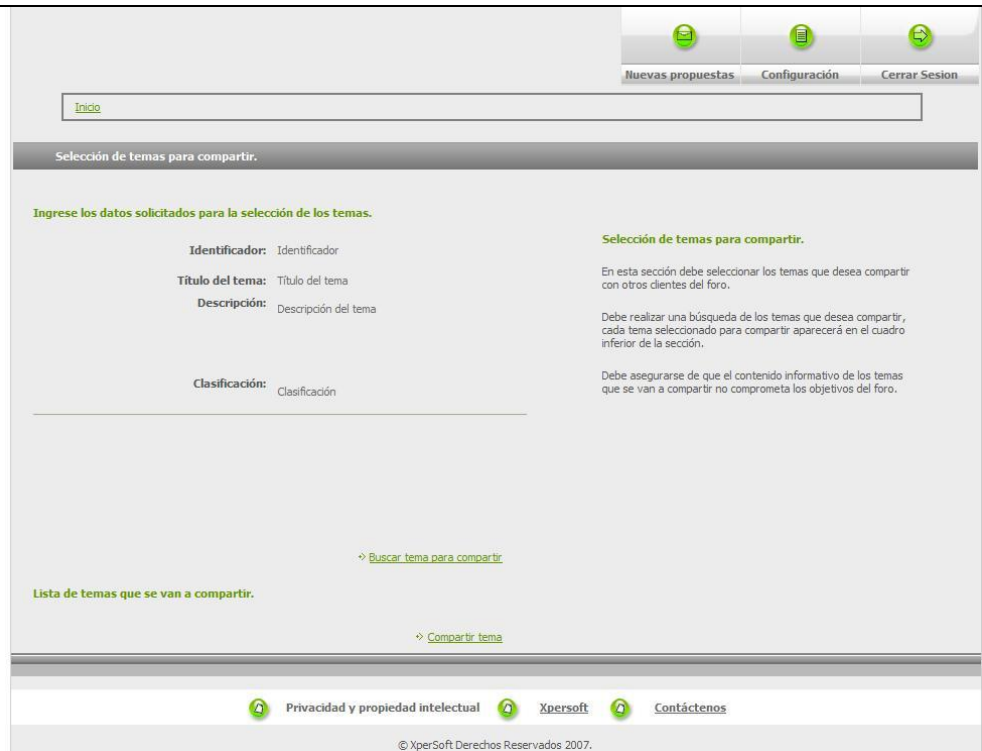 Nuevas propuestas Configuración Cerrar Sesion
Inicio
Selección de temas para compartir.
Ingrese los datos solicitados para la selección de los temas.
Identificador: Identificador
Título del tema: Título del tema
Descripción: Descripción del tema
Clasificación: Clasificación
Buscar tema para compartir
Lista de temas que se van a compartir.
Compartir tema
Selección de temas para compartir.
En esta sección debe seleccionar los temas que desea compartir
con otros clientes del foro.
Debe realizar una búsqueda de los temas que desea compartir,
cada tema seleccionado para compartir aparecerá en el cuadro
inferior de la sección.
Debe asegurarse de que el contenido informativo de los temas
que se van a compartir no comprometa los objetivos del foro.
Privacidad y propiedad intelectual Xpersoft Contáctenos
© XperSoft Derechos Reservados 2007.